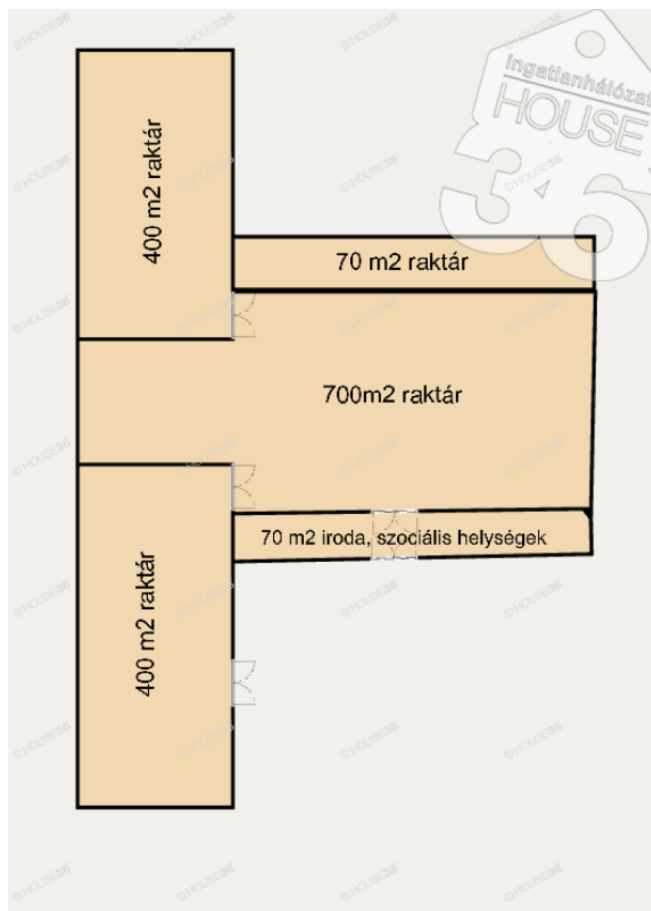 Ingatlanhálózat
HOUSE
36
400 m2 raktár
70 m2 raktár
700m2 raktár
70 m2 iroda, szociális helységek
400 m2 raktár
©HOUSE36